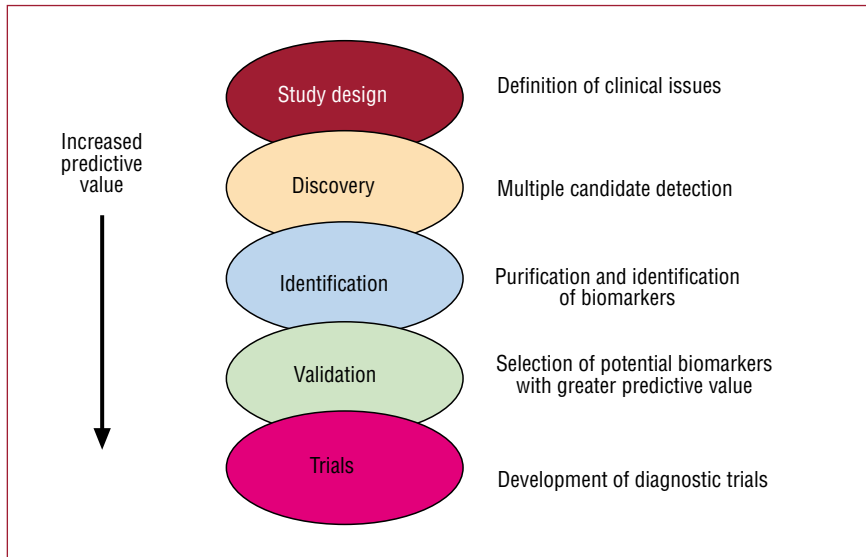 Study design
Definition of clinical issues
Increased
predictive
value
Discovery
Multiple candidate detection
Identification
Purification and identification
of biomarkers
Validation
Selection of potential biomarkers
with greater predictive value
Trials
Development of diagnostic trials